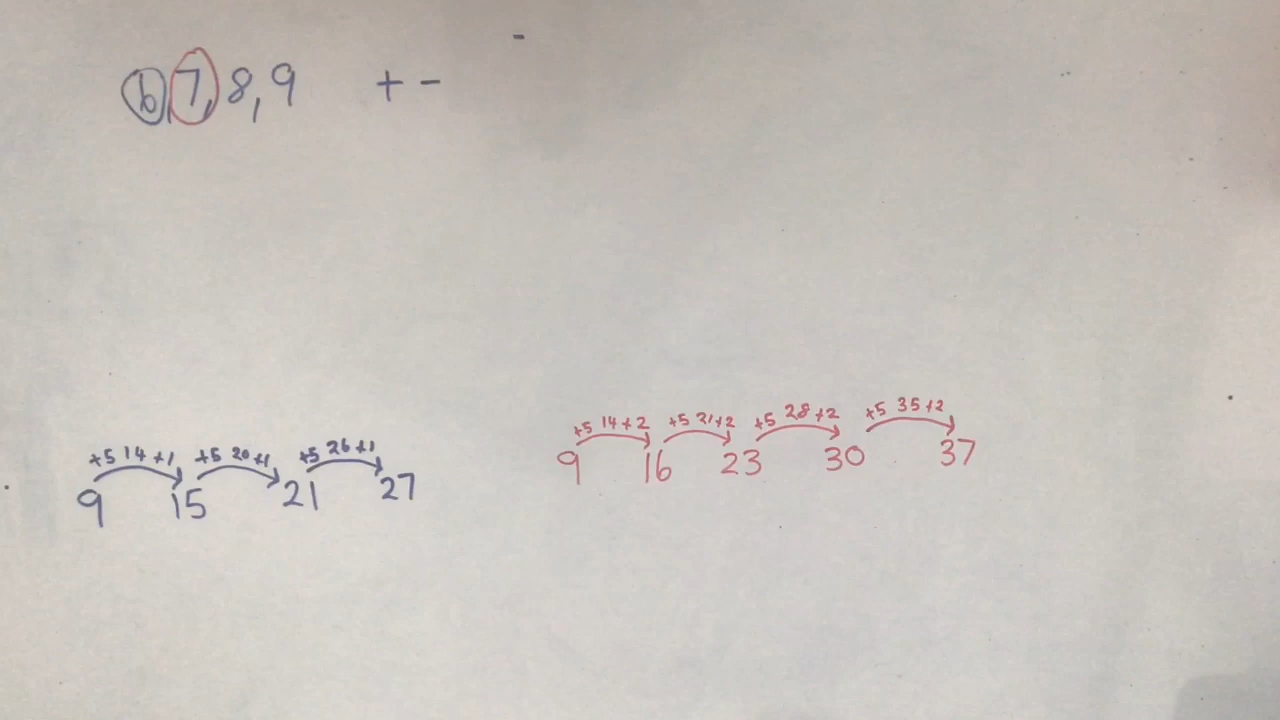 6, 7, 8, 9 + -
+5 14 +1 +5 20 +1 +5 26 +1
9 15 21 27
+5 14 +2 +5 21 +2 +5 28 +2 +5 35 +2
9 16 23 30 37